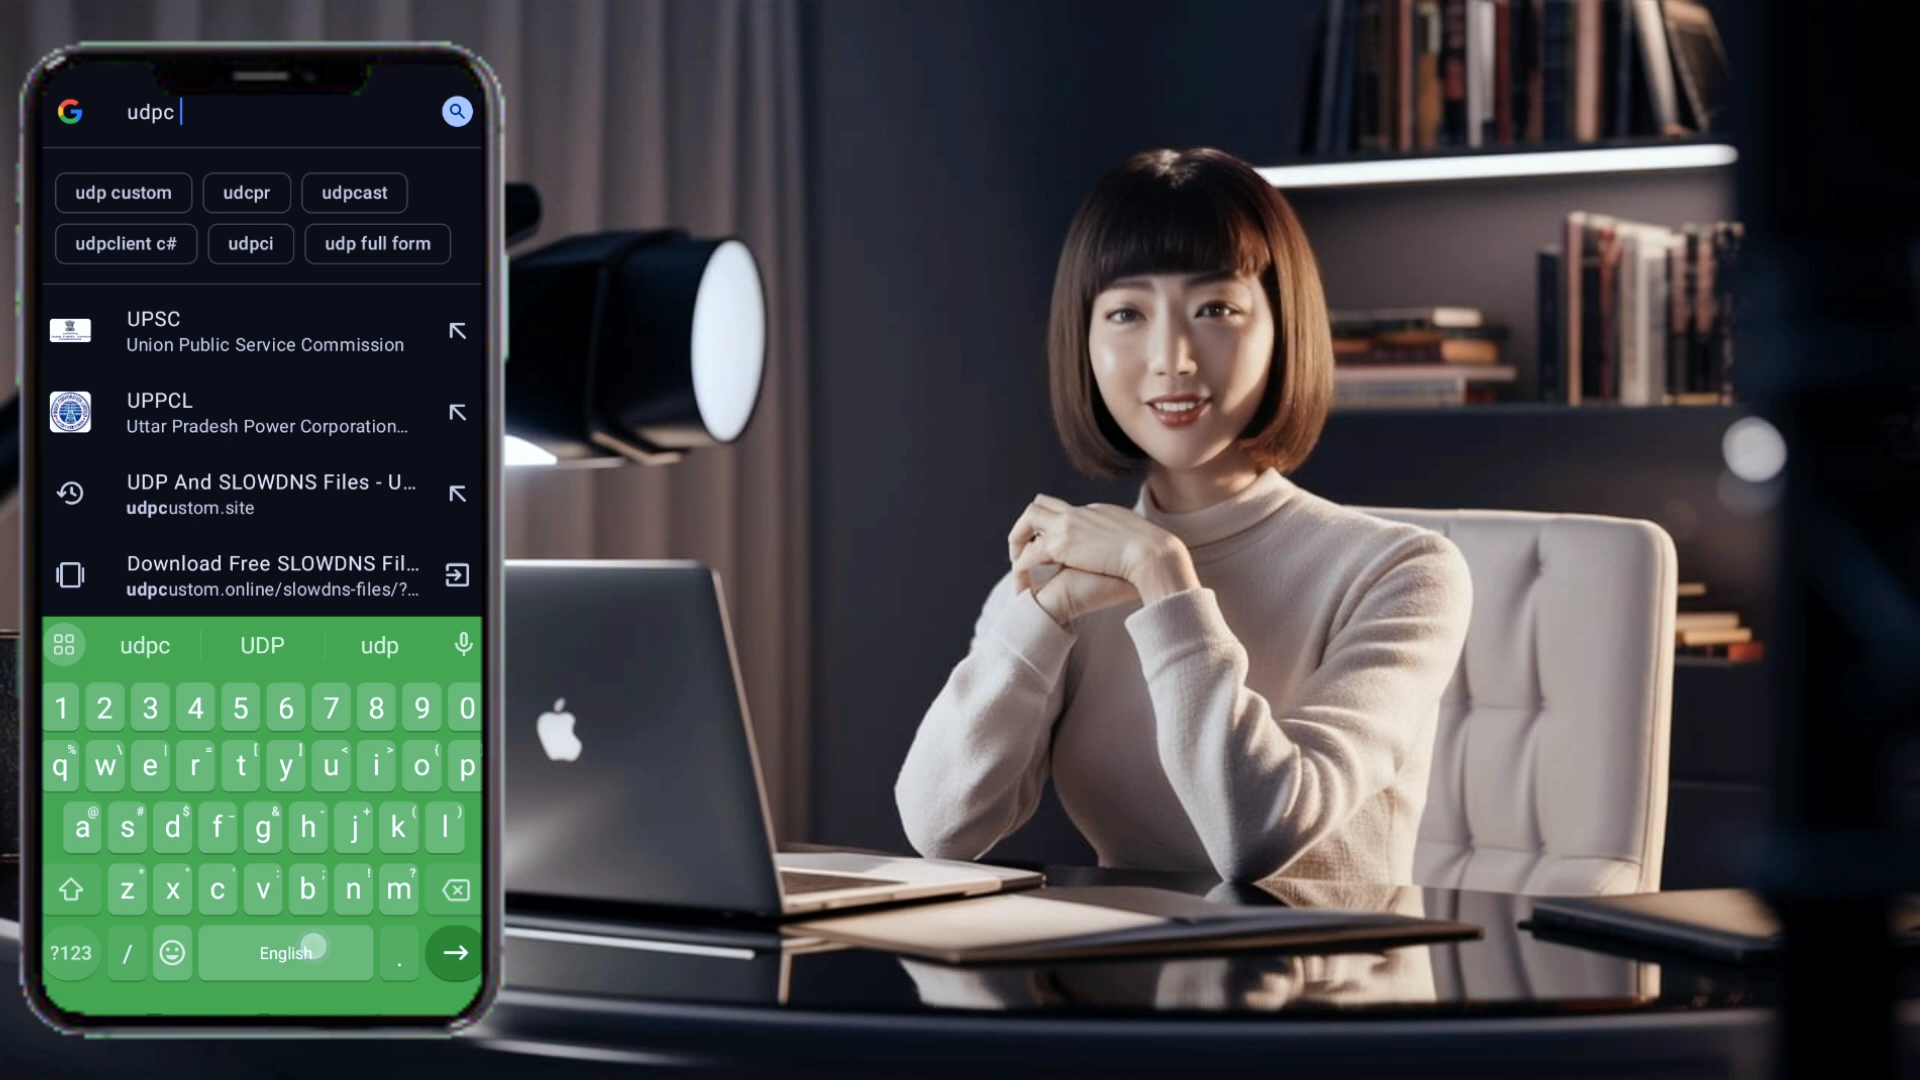 udpc
udp custom
udcpr
udpcast
udpclient c#
udpci
udp full form
UPSC
Union Public Service Commission
UPPCL
Uttar Pradesh Power Corporation...
UDP And SLOWDNS Files - U...
udpcustom.site
Download Free SLOWDNS Fil...
udpcustom.online/slowdns-files/?...
udpc UDP udp
1 2 3 4 5 6 7 8 9 0
% \ | = [ ] < > {
q w e r t y u i o p
@ # $ _ & - + ( )
a s d f g h j k l
* " ' : ; ! ?
z x c v b n m
?123 / English .